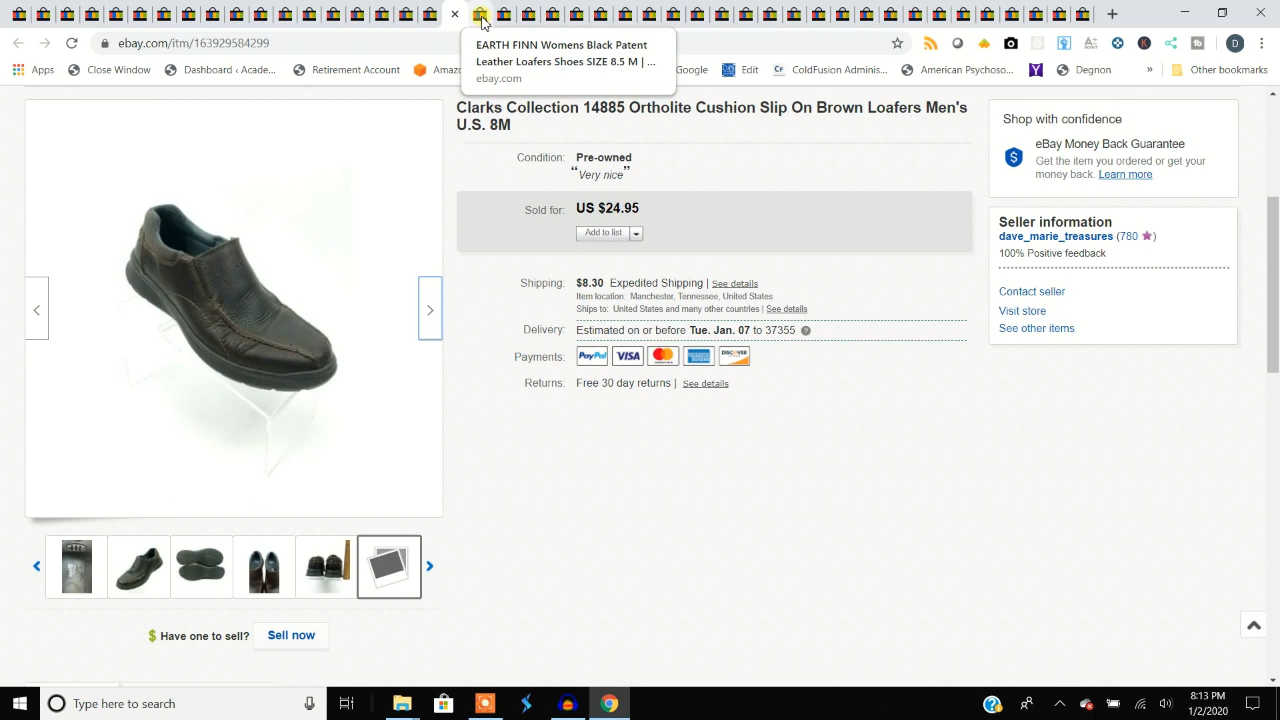 ebay.com/itm/163929584299
D
Apps
Close Window
Dashboard ‹ Acade...
Retirement Account
Amazo
Google
Edit
ColdFusion Adminis...
American Psychoso...
Degnon
»
Other bookmarks
EARTH FINN Womens Black Patent
Leather Loafers Shoes SIZE 8.5 M | ...
ebay.com
Clarks Collection 14885 Ortholite Cushion Slip On Brown Loafers Men's
U.S. 8M
Condition: Pre-owned
“Very nice”
Sold for: US $24.95
Add to list
Shipping: $8.30 Expedited Shipping | See details
Item location: Manchester, Tennessee, United States
Ships to: United States and many other countries | See details
Delivery: Estimated on or before Tue. Jan. 07 to 37355
Payments: PayPal VISA MasterCard AMERICAN EXPRESS DISCOVER
Returns: Free 30 day returns | See details
Shop with confidence
eBay Money Back Guarantee
Get the item you ordered or get your
money back. Learn more
Seller information
dave_marie_treasures (780 )
100% Positive feedback
Contact seller
Visit store
See other items
$ Have one to sell? Sell now
Type here to search
8:13 PM
1/2/2020